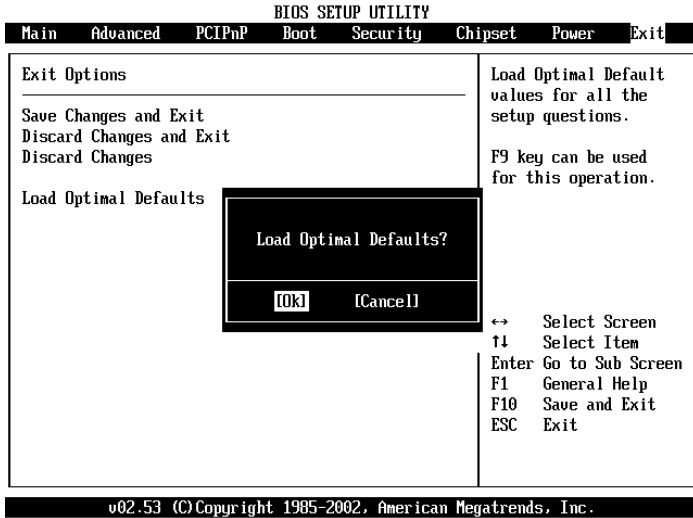 BIOS SETUP UTILITY
Main Advanced PCIPnP Boot Security Chipset Power Exit
Exit Options
Save Changes and Exit
Discard Changes and Exit
Discard Changes
Load Optimal Defaults
Load Optimal Defaults?
[Ok] [Cancel]
Load Optimal Default
values for all the
setup questions.
F9 key can be used
for this operation.
↔ Select Screen
↑↓ Select Item
Enter Go to Sub Screen
F1 General Help
F10 Save and Exit
ESC Exit
v02.53 (C)Copyright 1985-2002, American Megatrends, Inc.